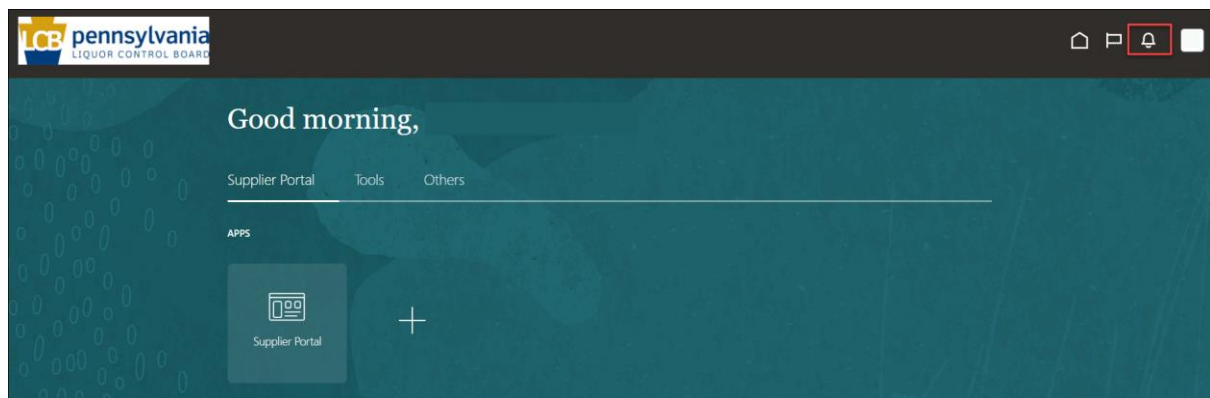 LCB pennsylvania
LIQUOR CONTROL BOARD
Good morning,
Supplier Portal Tools Others
APPS
Supplier Portal